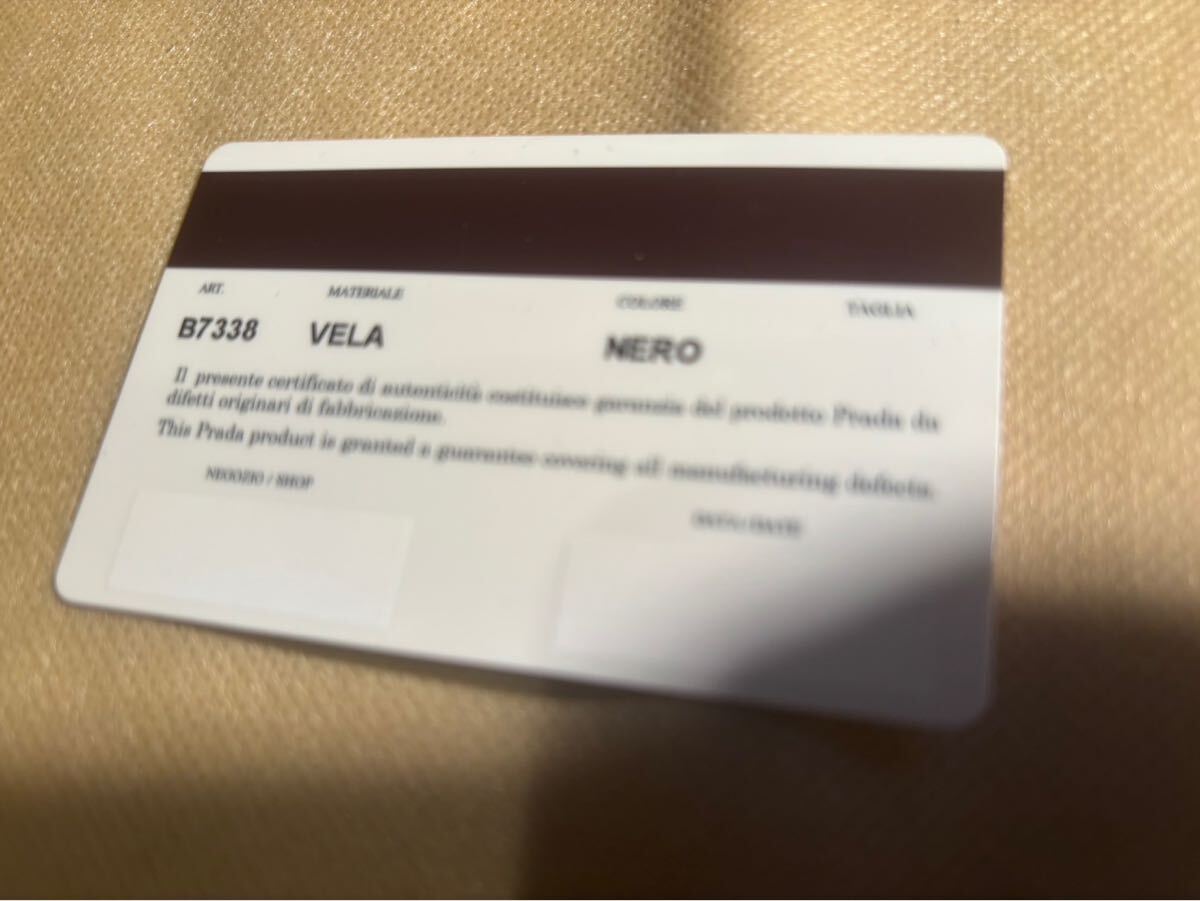 ART. MATERIALE COLORE TAGLIA
B7338 VELA NERO
Il presente certificato di autenticità costituisce garanzia del prodotto Prada da
difetti originari di fabbricazione.
This Prada product is granted a guarantee covering all manufacturing defects.
NEGOZIO / SHOP DATA / DATE